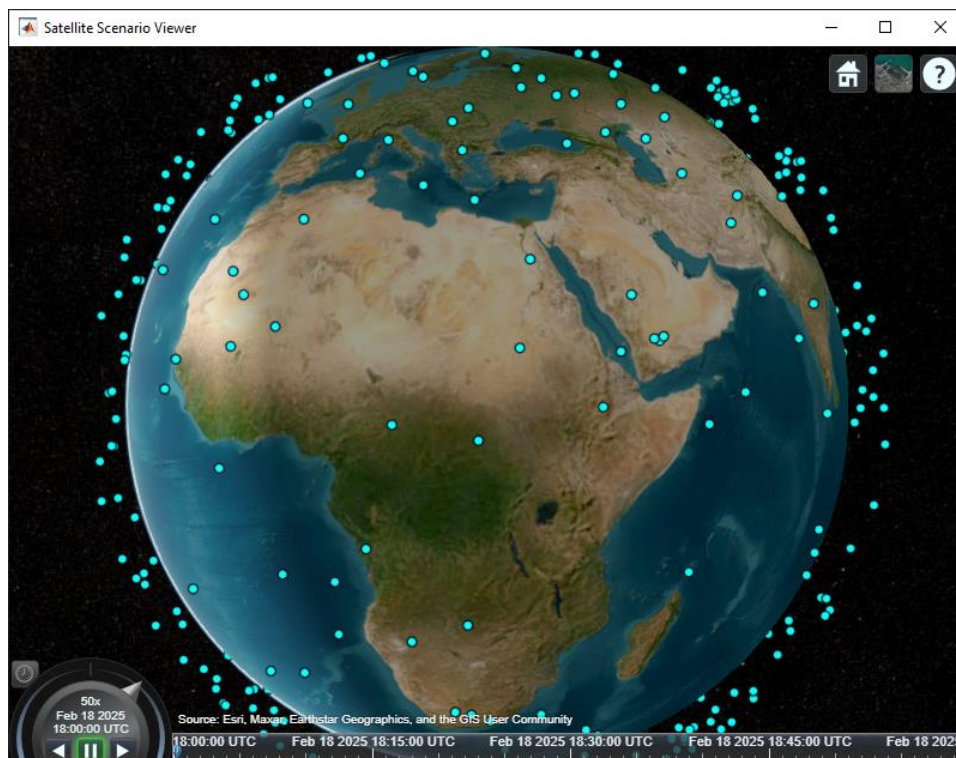 Satellite Scenario Viewer
?
50x
Feb 18 2025
18:00:00 UTC
Source: Esri, Maxar, Earthstar Geographics, and the GIS User Community
18:00:00 UTC Feb 18 2025 18:15:00 UTC Feb 18 2025 18:30:00 UTC Feb 18 2025 18:45:00 UTC Feb 18 2025